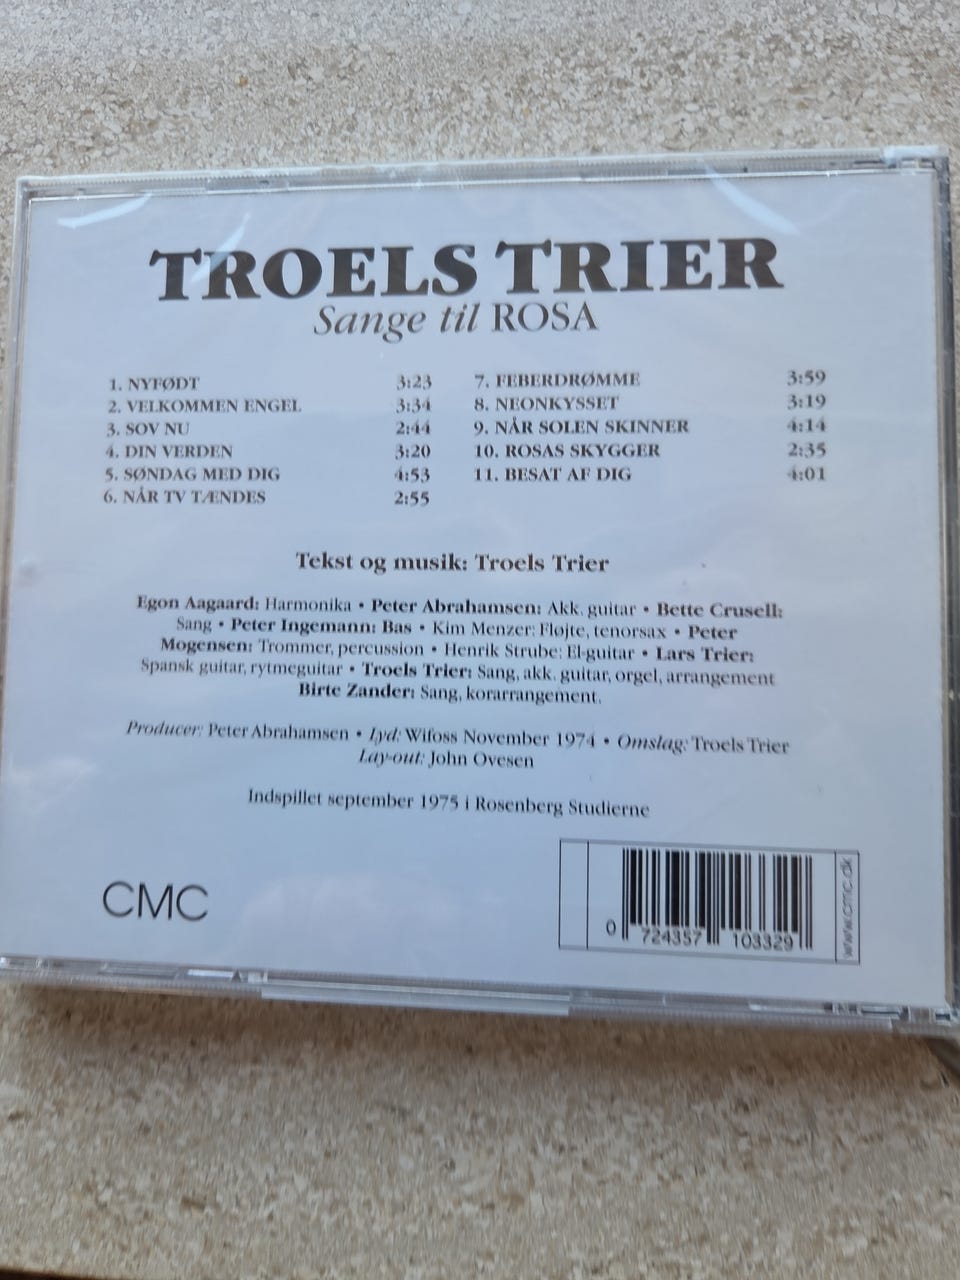 TROELS TRIER
Sange til ROSA
1. NYFØDT 3:23
2. VELKOMMEN ENGEL 3:34
3. SOV NU 2:44
4. DIN VERDEN 3:20
5. SØNDAG MED DIG 4:53
6. NÅR TV TÆNDES 2:55
7. FEBERDRØMME 3:59
8. NEONKYSSET 3:19
9. NÅR SOLEN SKINNER 4:14
10. ROSAS SKYGGER 2:35
11. BESAT AF DIG 4:01
Tekst og musik: Troels Trier
Egon Aagaard: Harmonika • Peter Abrahamsen: Akk. guitar • Bette Crusell:
Sang • Peter Ingemann: Bas • Kim Menzer: Fløjte, tenorsax • Peter
Mogensen: Trommer, percussion • Henrik Strube: El-guitar • Lars Trier:
Spansk guitar, rytmeguitar • Troels Trier: Sang, akk. guitar, orgel, arrangement
Birte Zander: Sang, korarrangement.
Producer: Peter Abrahamsen • Lyd: Wifoss November 1974 • Omslag: Troels Trier
Lay-out: John Ovesen
Indspillet september 1975 i Rosenberg Studierne
CMC
0 724357 103329
www.cmc.dk